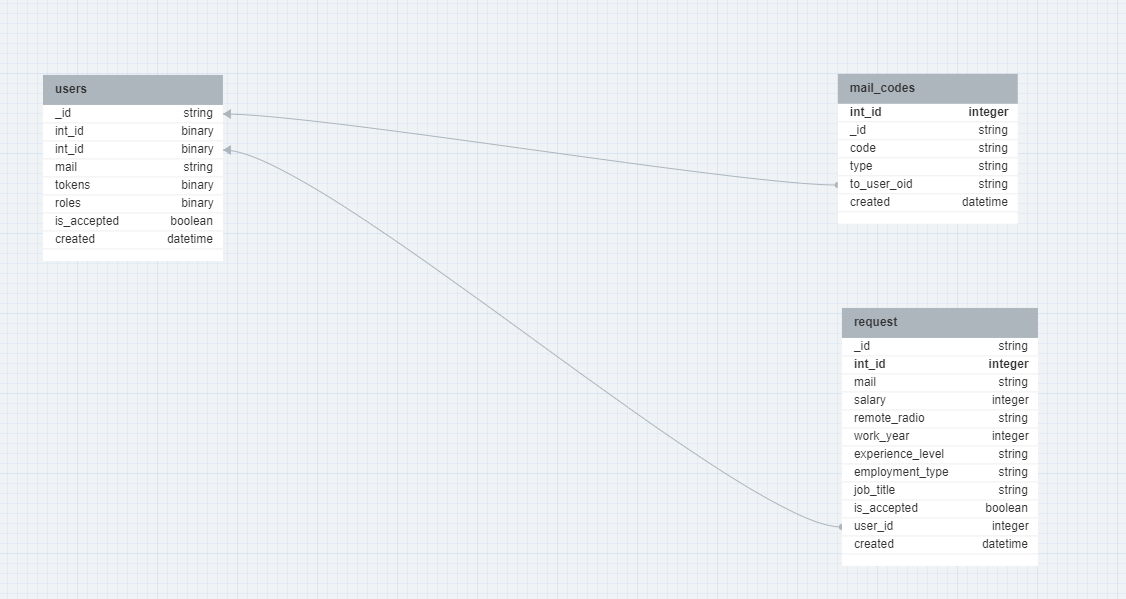 users
_id string
int_id binary
int_id binary
mail string
tokens binary
roles binary
is_accepted boolean
created datetime
mail_codes
int_id integer
_id string
code string
type string
to_user_oid string
created datetime
request
_id string
int_id integer
mail string
salary integer
remote_radio string
work_year integer
experience_level string
employment_type string
job_title string
is_accepted boolean
user_id integer
created datetime